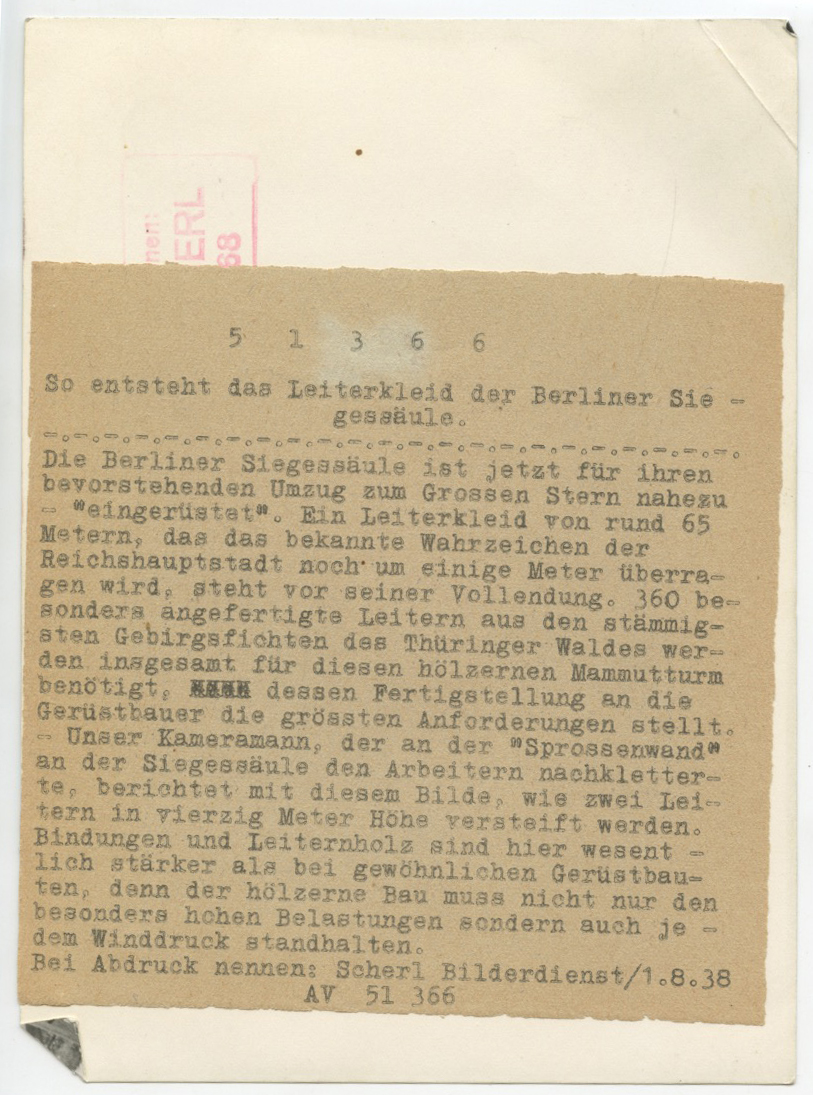 nen:
ERL
68
5 1 3 6 6
So entsteht das Leiterkleid der Berliner Sie -
gessäule.
-.-.-.-.-.-.-.-.-.-.-.-.-.-.-.-.-.-.-.-.-.-.-.
Die Berliner Siegessäule ist jetzt für ihren
bevorstehenden Umzug zum Grossen Stern nahezu
- "eingerüstet". Ein Leiterkleid von rund 65
Metern, das das bekannte Wahrzeichen der
Reichshauptstadt noch um einige Meter überra-
gen wird, steht vor seiner Vollendung. 360 be-
sonders angefertigte Leitern aus den stämmig-
sten Gebirgsfichten des Thüringer Waldes wer-
den insgesamt für diesen hölzernen Mammutturm
benötigt, dessen Fertigstellung an die
Gerüstbauer die grössten Anforderungen stellt.
- Unser Kameramann, der an der "Sprossenwand"
an der Siegessäule den Arbeitern nachkletter-
te, berichtet mit diesem Bilde, wie zwei Lei-
tern in vierzig Meter Höhe versteift werden.
Bindungen und Leiternholz sind hier wesent -
lich stärker als bei gewöhnlichen Gerüstbau-
ten, denn der hölzerne Bau muss nicht nur den
besonders hohen Belastungen sondern auch je -
dem Winddruck standhalten.
Bei Abdruck nennen: Scherl Bilderdienst/1.8.38
AV 51 366